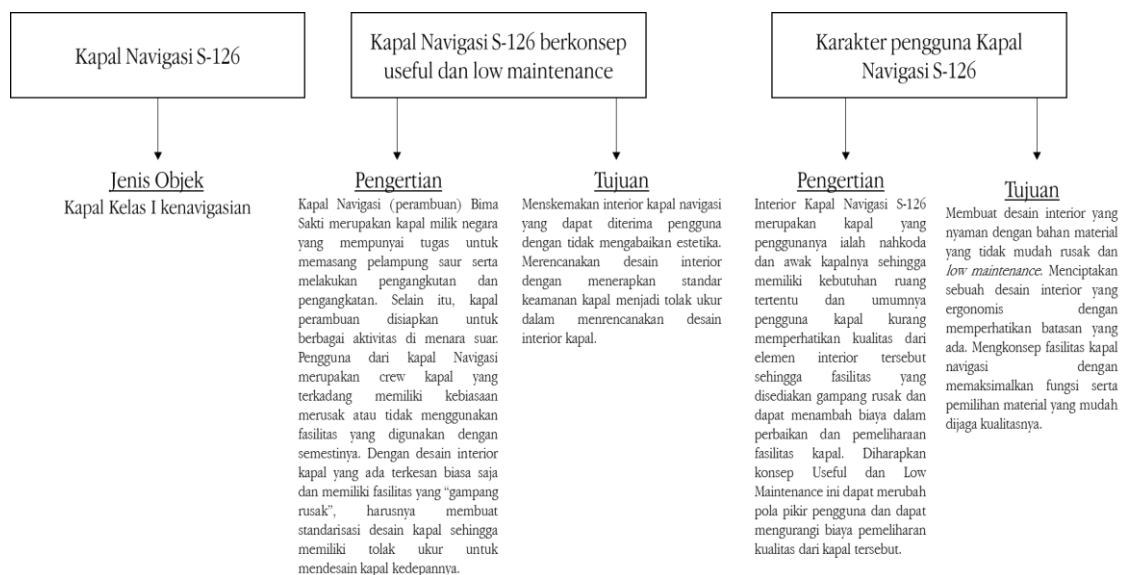 Kapal Navigasi S-126
Kapal Navigasi S-126 berkonsep
useful dan low maintenance
Karakter pengguna Kapal
Navigasi S-126
Jenis Objek
Kapal Kelas I kenavigasian
Pengertian
Kapal Navigasi (perambuan) Bima
Sakti merupakan kapal milik negara
yang mempunyai tugas untuk
memasang pelampung saur serta
melakukan pengangkutan dan
pengangkatan. Selain itu, kapal
perambuan disiapkan untuk
berbagai aktivitas di menara suar.
Pengguna dari kapal Navigasi
merupakan crew kapal yang
terkadang memiliki kebiasaan
merusak atau tidak menggunakan
fasilitas yang digunakan dengan
semestinya. Dengan desain interior
kapal yang ada terkesan biasa saja
dan memiliki fasilitas yang “gampang
rusak”, harusnya membuat
standarisasi desain kapal sehingga
memiliki tolak ukur untuk
mendesain kapal kedepannya.
Tujuan
Menskemakan interior kapal navigasi
yang dapat diterima pengguna
dengan tidak mengabaikan estetika.
Merencanakan desain interior
dengan menerapkan standar
keamanan kapal menjadi tolak ukur
dalam menrencanakan desain
interior kapal.
Pengertian
Interior Kapal Navigasi S-126
merupakan kapal yang
penggunanya ialah nahkoda
dan awak kapalnya sehingga
memiliki kebutuhan ruang
tertentu dan umumnya
pengguna kapal kurang
memperhatikan kualitas dari
elemen interior tersebut
sehingga fasilitas yang
disediakan gampang rusak dan
dapat menambah biaya dalam
perbaikan dan pemeliharaan
fasilitas kapal. Diharapkan
konsep Useful dan Low
Maintenance ini dapat merubah
pola pikir pengguna dan dapat
mengurangi biaya pemeliharan
kualitas dari kapal tersebut.
Tujuan
Membuat desain interior yang
nyaman dengan bahan material
yang tidak mudah rusak dan
low maintenance. Menciptakan
sebuah desain interior yang
ergonomis dengan
memperhatikan batasan yang
ada. Mengkonsep fasilitas kapal
navigasi dengan
memaksimalkan fungsi serta
pemilihan material yang mudah
dijaga kualitasnya.